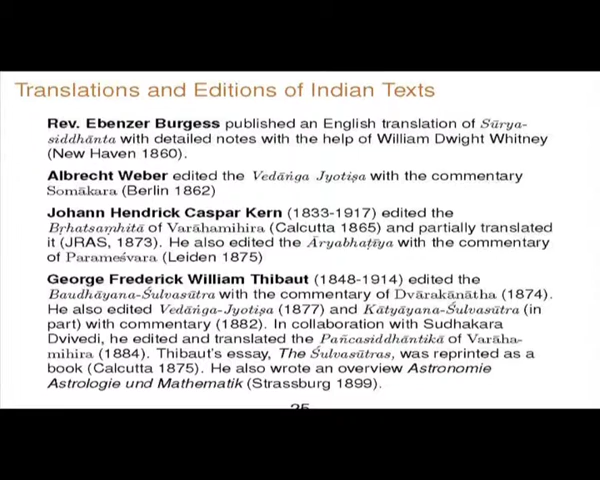 Translations and Editions of Indian Texts
Rev. Ebenzer Burgess published an English translation of Sūrya-
siddhānta with detailed notes with the help of William Dwight Whitney
(New Haven 1860).
Albrecht Weber edited the Vedāṅga Jyotiṣa with the commentary
Somākara (Berlin 1862)
Johann Hendrick Caspar Kern (1833-1917) edited the
Bṛhatsaṃhitā of Varāhamihira (Calcutta 1865) and partially translated
it (JRAS, 1873). He also edited the Āryabhaṭīya with the commentary
of Parameśvara (Leiden 1875)
George Frederick William Thibaut (1848-1914) edited the
Baudhāyana-Śulvasūtra with the commentary of Dvārakānātha (1874).
He also edited Vedāṅga-Jyotiṣa (1877) and Kātyāyana-Śulvasūtra (in
part) with commentary (1882). In collaboration with Sudhakara
Dvivedi, he edited and translated the Pañcasiddhāntikā of Varāha-
mihira (1884). Thibaut's essay, The Śulvasūtras, was reprinted as a
book (Calcutta 1875). He also wrote an overview Astronomie
Astrologie und Mathematik (Strassburg 1899).